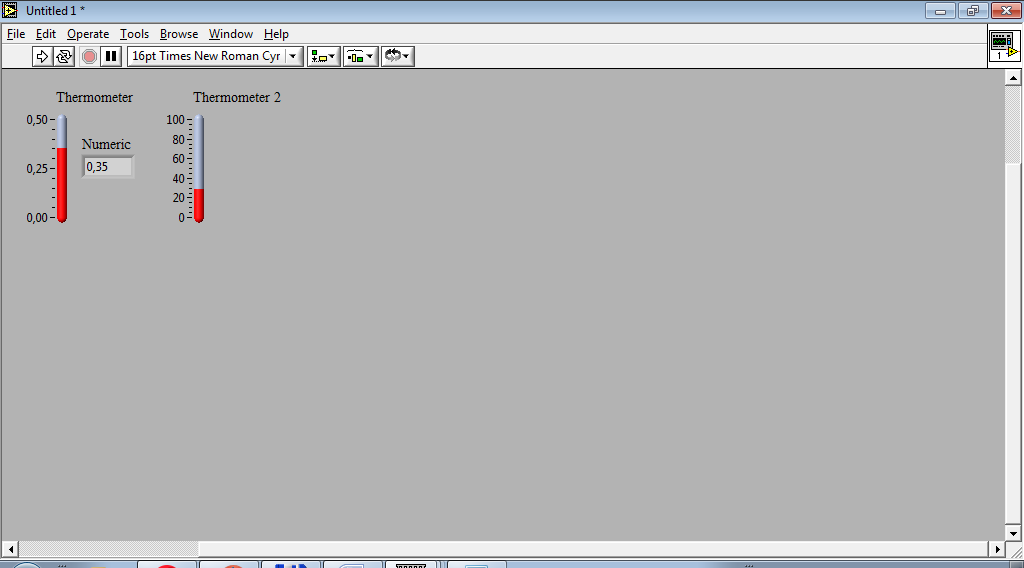 Untitled 1 *
File Edit Operate Tools Browse Window Help
16pt Times New Roman Cyr
1
Thermometer
0,50
0,25
0,00
Numeric
0,35
Thermometer 2
100
80
60
40
20
0